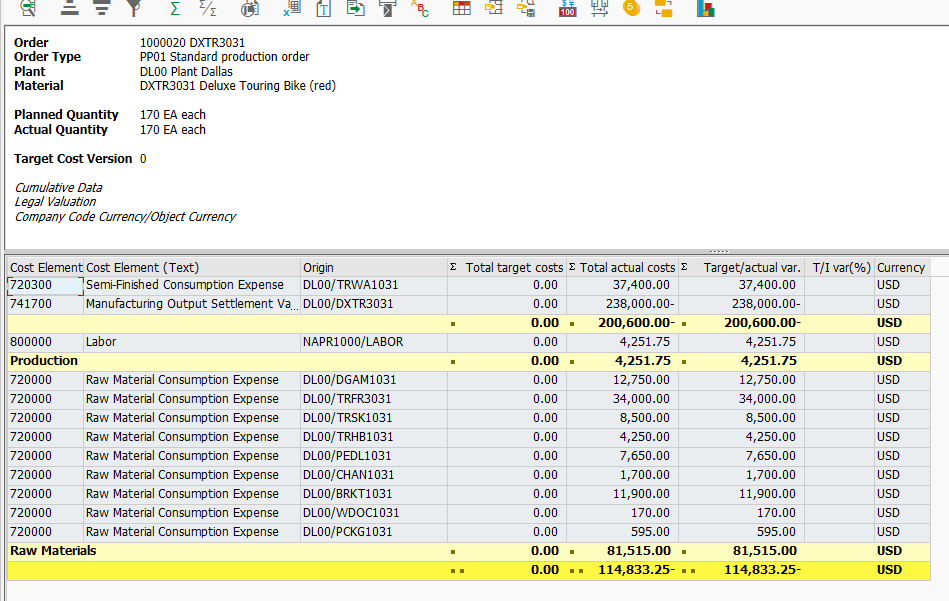 5
100
Order 1000020 DXTR3031
Order Type PP01 Standard production order
Plant DL00 Plant Dallas
Material DXTR3031 Deluxe Touring Bike (red)
Planned Quantity 170 EA each
Actual Quantity 170 EA each
Target Cost Version 0
Cumulative Data
Legal Valuation
Company Code Currency/Object Currency
Cost Element Cost Element (Text) Origin Σ Total target costs Σ Total actual costs Σ Target/actual var. T/I var(%) Currency
720300 Semi-Finished Consumption Expense DL00/TRWA1031 0.00 37,400.00 37,400.00 USD
741700 Manufacturing Output Settlement Va... DL00/DXTR3031 0.00 238,000.00- 238,000.00- USD
0.00 200,600.00- 200,600.00- USD
800000 Labor NAPR1000/LABOR 0.00 4,251.75 4,251.75 USD
Production 0.00 4,251.75 4,251.75 USD
720000 Raw Material Consumption Expense DL00/DGAM1031 0.00 12,750.00 12,750.00 USD
720000 Raw Material Consumption Expense DL00/TRFR3031 0.00 34,000.00 34,000.00 USD
720000 Raw Material Consumption Expense DL00/TRSK1031 0.00 8,500.00 8,500.00 USD
720000 Raw Material Consumption Expense DL00/TRHB1031 0.00 4,250.00 4,250.00 USD
720000 Raw Material Consumption Expense DL00/PEDL1031 0.00 7,650.00 7,650.00 USD
720000 Raw Material Consumption Expense DL00/CHAN1031 0.00 1,700.00 1,700.00 USD
720000 Raw Material Consumption Expense DL00/BRKT1031 0.00 11,900.00 11,900.00 USD
720000 Raw Material Consumption Expense DL00/WDOC1031 0.00 170.00 170.00 USD
720000 Raw Material Consumption Expense DL00/PCKG1031 0.00 595.00 595.00 USD
Raw Materials 0.00 81,515.00 81,515.00 USD
0.00 114,833.25- 114,833.25- USD